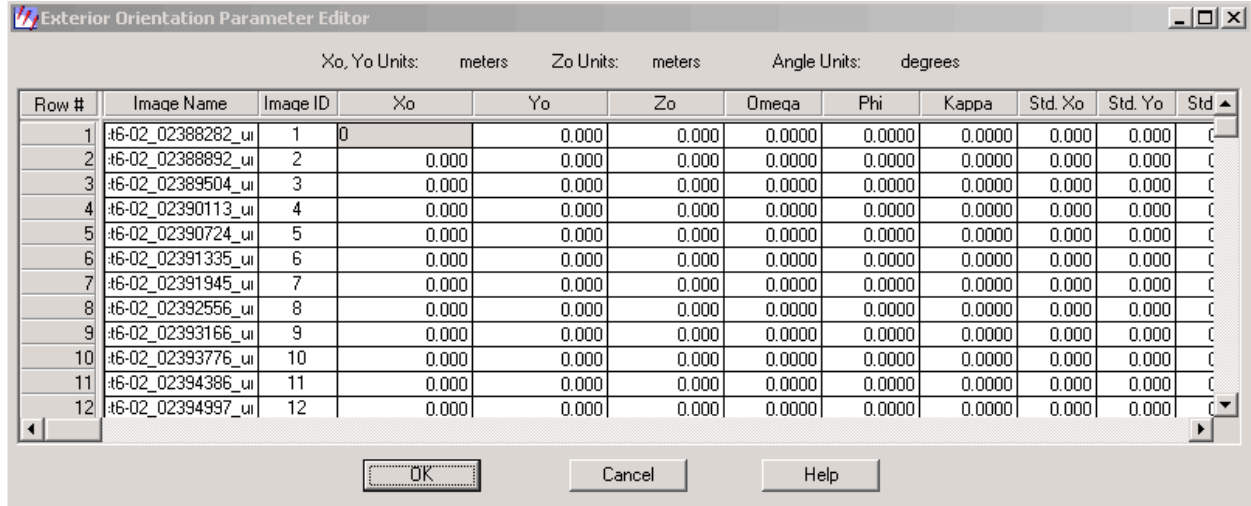 Exterior Orientation Parameter Editor
Xo, Yo Units: meters Zo Units: meters Angle Units: degrees
Row # Image Name Image ID Xo Yo Zo Omega Phi Kappa Std. Xo Std. Yo Std
1 :t6-02_02388282_ui 1 0 0.000 0.000 0.0000 0.0000 0.0000 0.000 0.000 0
2 :t6-02_02388892_ui 2 0.000 0.000 0.000 0.0000 0.0000 0.0000 0.000 0.000 0
3 :t6-02_02389504_ui 3 0.000 0.000 0.000 0.0000 0.0000 0.0000 0.000 0.000 0
4 :t6-02_02390113_ui 4 0.000 0.000 0.000 0.0000 0.0000 0.0000 0.000 0.000 0
5 :t6-02_02390724_ui 5 0.000 0.000 0.000 0.0000 0.0000 0.0000 0.000 0.000 0
6 :t6-02_02391335_ui 6 0.000 0.000 0.000 0.0000 0.0000 0.0000 0.000 0.000 0
7 :t6-02_02391945_ui 7 0.000 0.000 0.000 0.0000 0.0000 0.0000 0.000 0.000 0
8 :t6-02_02392556_ui 8 0.000 0.000 0.000 0.0000 0.0000 0.0000 0.000 0.000 0
9 :t6-02_02393166_ui 9 0.000 0.000 0.000 0.0000 0.0000 0.0000 0.000 0.000 0
10 :t6-02_02393776_ui 10 0.000 0.000 0.000 0.0000 0.0000 0.0000 0.000 0.000 0
11 :t6-02_02394386_ui 11 0.000 0.000 0.000 0.0000 0.0000 0.0000 0.000 0.000 0
12 :t6-02_02394997_ui 12 0.000 0.000 0.000 0.0000 0.0000 0.0000 0.000 0.000 0
OK Cancel Help